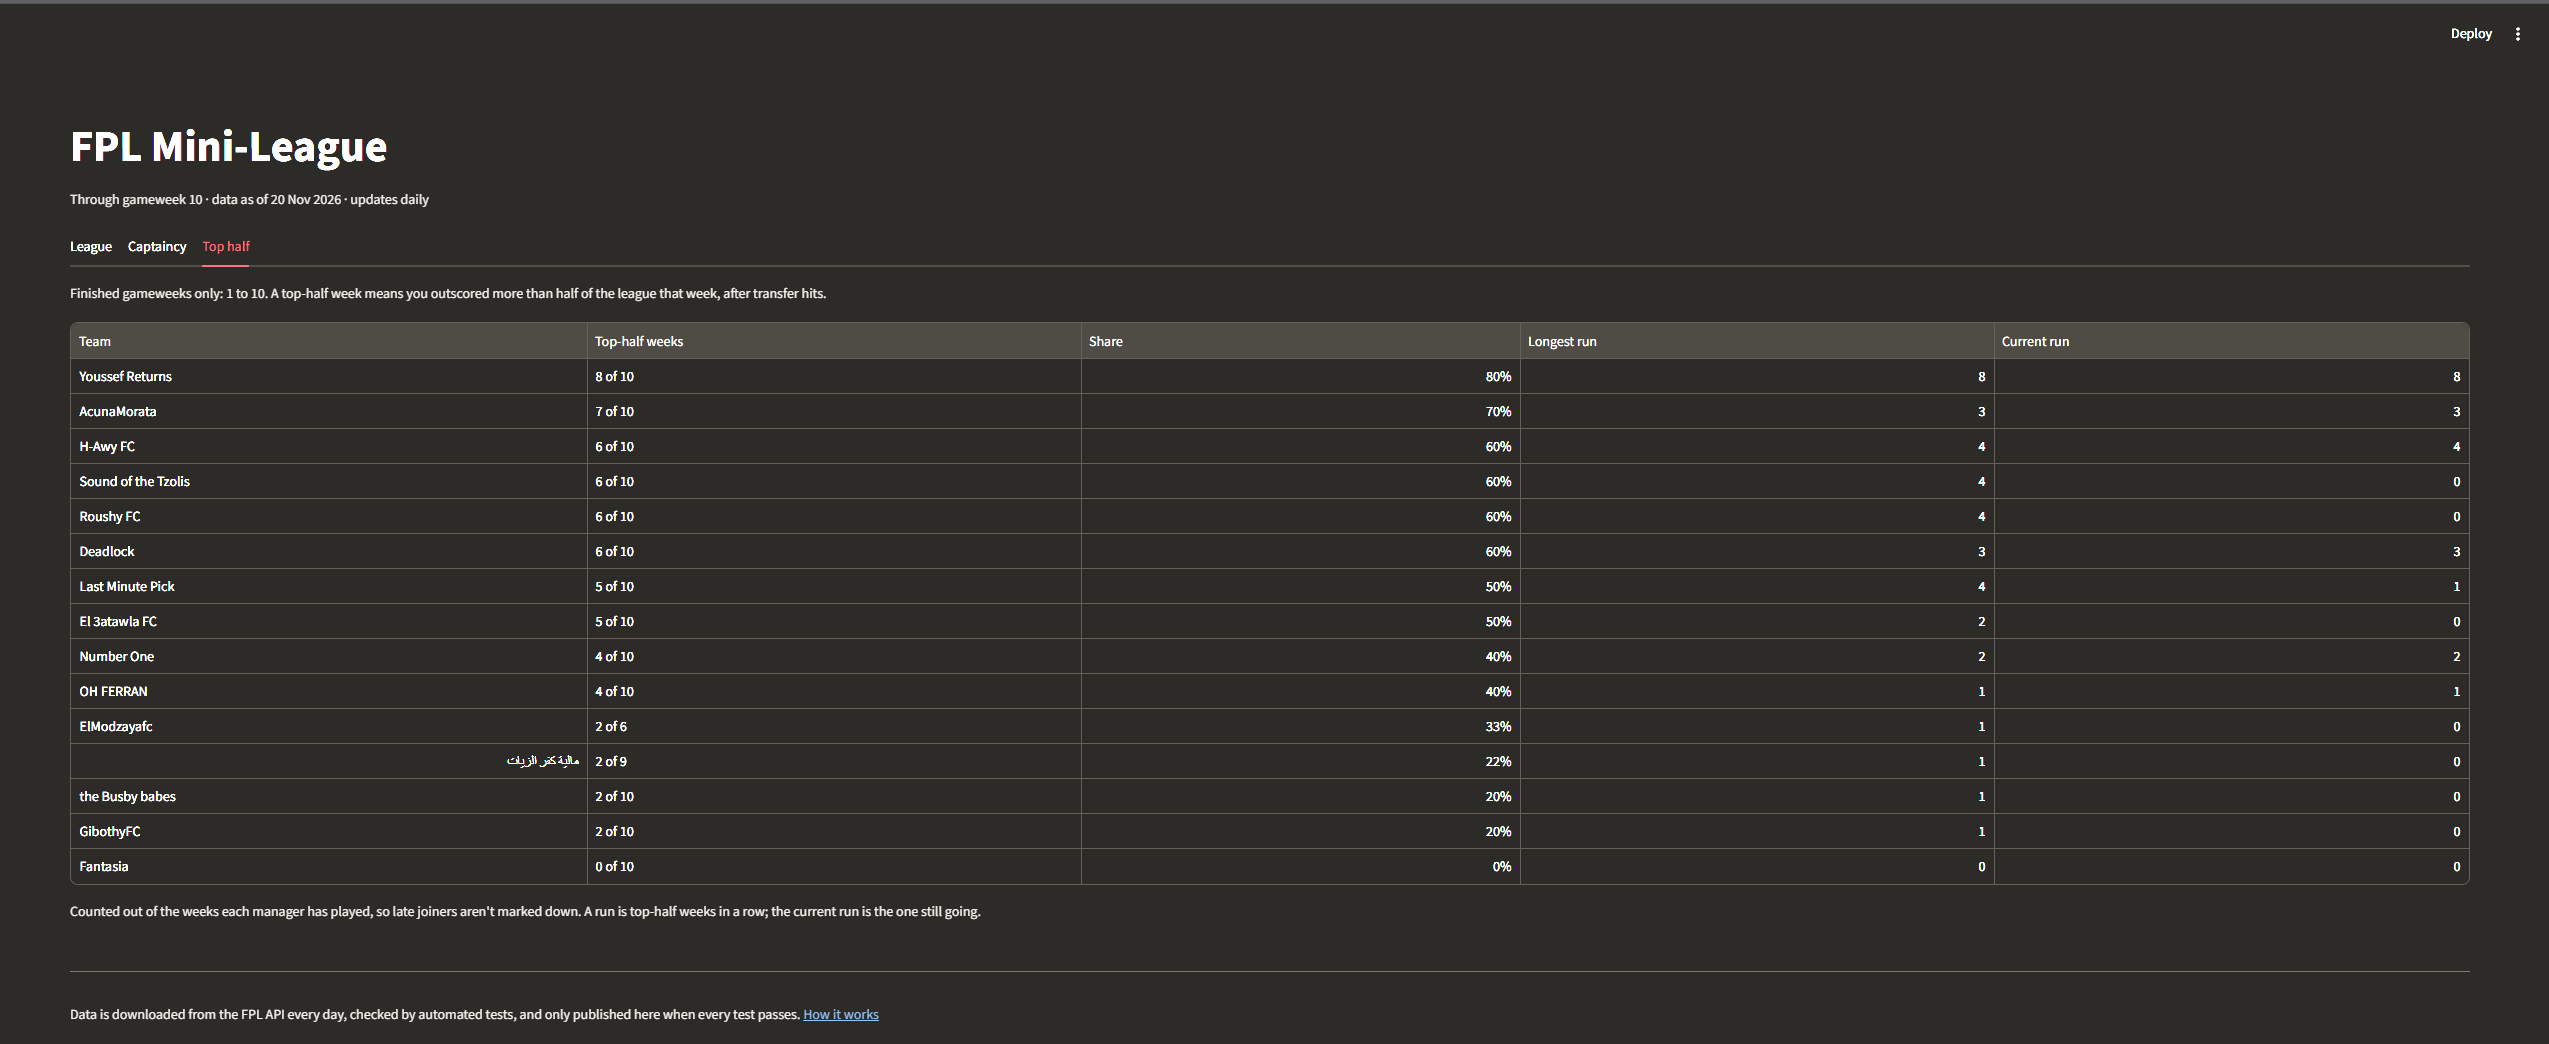 Deploy
FPL Mini-League
Through gameweek 10 · data as of 20 Nov 2026 · updates daily
League Captaincy Top half
Finished gameweeks only: 1 to 10. A top-half week means you outscored more than half of the league that week, after transfer hits.
Team Top-half weeks Share Longest run Current run
Youssef Returns 8 of 10 80% 8 8
AcunaMorata 7 of 10 70% 3 3
H-Awy FC 6 of 10 60% 4 4
Sound of the Tzolis 6 of 10 60% 4 0
Roushy FC 6 of 10 60% 4 0
Deadlock 6 of 10 60% 3 3
Last Minute Pick 5 of 10 50% 4 1
El 3atawla FC 5 of 10 50% 2 0
Number One 4 of 10 40% 2 2
OH FERRAN 4 of 10 40% 1 1
ElModzayafc 2 of 6 33% 1 0
مالية كفر الزيات 2 of 9 22% 1 0
the Busby babes 2 of 10 20% 1 0
GibothyFC 2 of 10 20% 1 0
Fantasia 0 of 10 0% 0 0
Counted out of the weeks each manager has played, so late joiners aren't marked down. A run is top-half weeks in a row; the current run is the one still going.
Data is downloaded from the FPL API every day, checked by automated tests, and only published here when every test passes. How it works